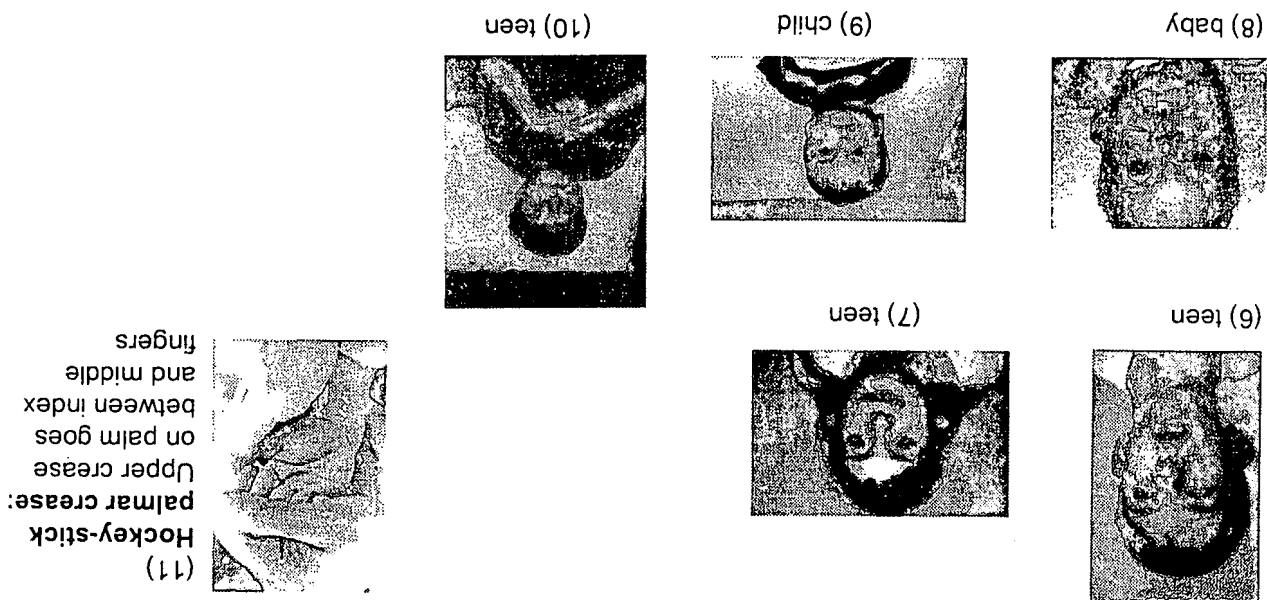 (6) teen
(7) teen
(8) baby
(9) child
(10) teen
(11)
Hockey-stick
palmar crease:
Upper crease
on palm goes
between index
and middle
fingers